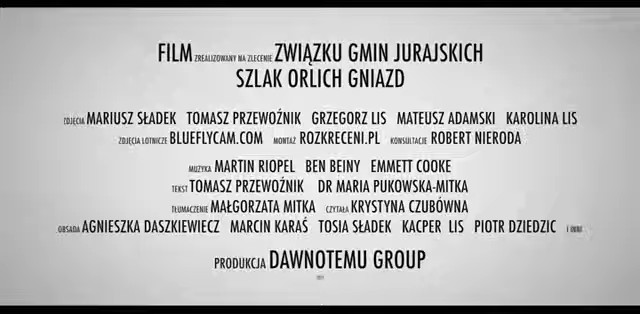 FILM ZREALIZOWANY NA ZLECENIE ZWIĄZKU GMIN JURAJSKICH
SZLAK ORLICH GNIAZD
ZDJĘCIA MARIUSZ SŁADEK TOMASZ PRZEWOŹNIK GRZEGORZ LIS MATEUSZ ADAMSKI KAROLINA LIS
ZDJĘCIA LOTNICZE BLUEFLYCAM.COM MONTAŻ ROZKRECENI.PL KONSULTACJE ROBERT NIERODA
MUZYKA MARTIN RIOPEL BEN BEINY EMMETT COOKE
TEKST TOMASZ PRZEWOŹNIK DR MARIA PUKOWSKA-MITKA
TŁUMACZENIE MAŁGORZATA MITKA CZYTAŁA KRYSTYNA CZUBÓWNA
OBSADA AGNIESZKA DASZKIEWICZ MARCIN KARAŚ TOSIA SŁADEK KACPER LIS PIOTR DZIEDZIC I INNI
PRODUKCJA DAWNOTEMU GROUP